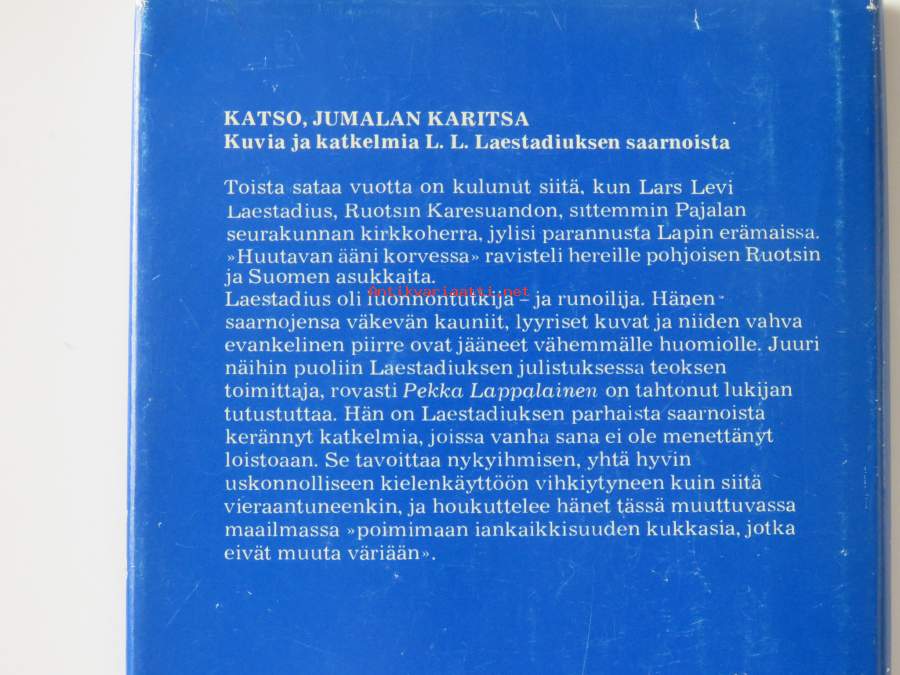 KATSO, JUMALAN KARITSA
Kuvia ja katkelmia L. L. Laestadiuksen saarnoista
Toista sataa vuotta on kulunut siitä, kun Lars Levi
Laestadius, Ruotsin Karesuandon, sittemmin Pajalan
seurakunnan kirkkoherra, jylisi parannusta Lapin erämaissa.
»Huutavan ääni korvessa» ravisteli hereille pohjoisen Ruotsin
ja Suomen asukkaita.
Antikvariaatti.net
Laestadius oli luonnontutkija – ja runoilija. Hänen
saarnojensa väkevän kauniit, lyyriset kuvat ja niiden vahva
evankelinen piirre ovat jääneet vähemmälle huomiolle. Juuri
näihin puoliin Laestadiuksen julistuksessa teoksen
toimittaja, rovasti Pekka Lappalainen on tahtonut lukijan
tutustuttaa. Hän on Laestadiuksen parhaista saarnoista
kerännyt katkelmia, joissa vanha sana ei ole menettänyt
loistoaan. Se tavoittaa nykyihmisen, yhtä hyvin
uskonnolliseen kielenkäyttöön vihkiytyneen kuin siitä
vieraantuneenkin, ja houkuttelee hänet tässä muuttuvassa
maailmassa »poimimaan iankaikkisuuden kukkasia, jotka
eivät muuta väriään».